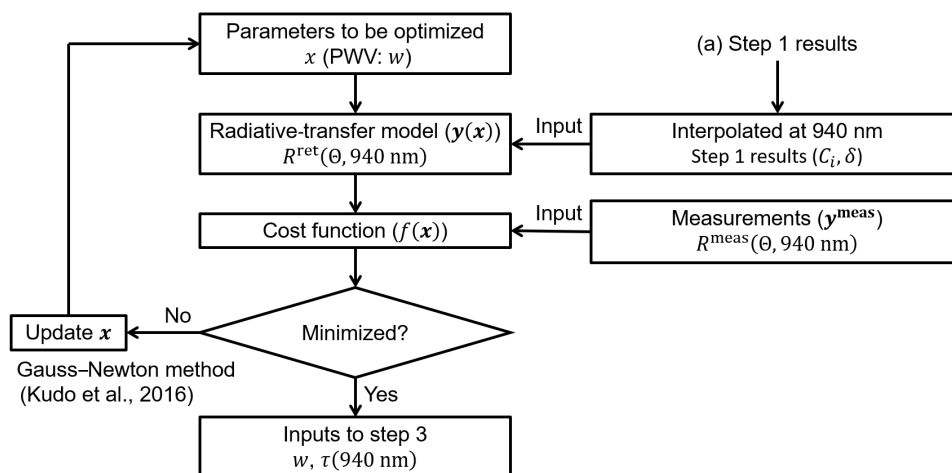 Parameters to be optimized
x (PWV: w)
(a) Step 1 results
Radiative-transfer model (y(x))
R^ret(Θ, 940 nm)
Input
Interpolated at 940 nm
Step 1 results (C_i, δ)
Cost function (f(x))
Input
Measurements (y^meas)
R^meas(Θ, 940 nm)
Minimized?
No
Update x
Gauss–Newton method
(Kudo et al., 2016)
Yes
Inputs to step 3
w, τ(940 nm)